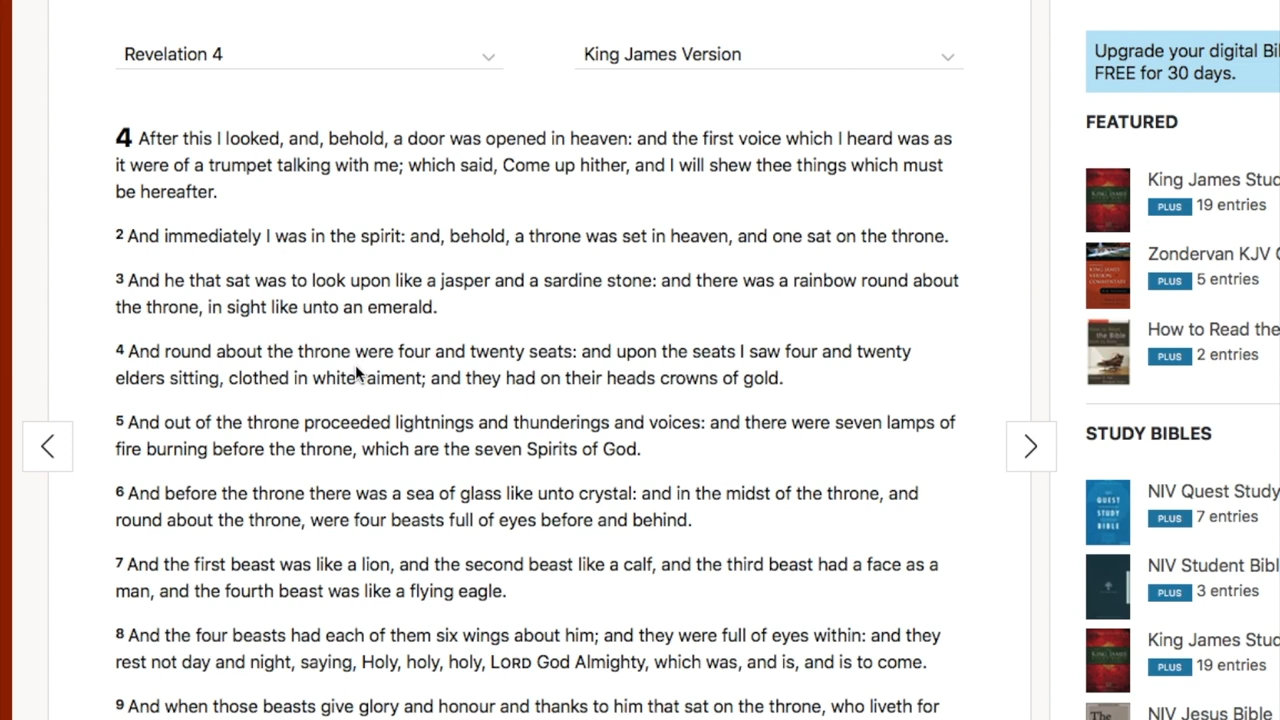 Revelation 4
King James Version
4 After this I looked, and, behold, a door was opened in heaven: and the first voice which I heard was as
it were of a trumpet talking with me; which said, Come up hither, and I will shew thee things which must
be hereafter.
2 And immediately I was in the spirit: and, behold, a throne was set in heaven, and one sat on the throne.
3 And he that sat was to look upon like a jasper and a sardine stone: and there was a rainbow round about
the throne, in sight like unto an emerald.
4 And round about the throne were four and twenty seats: and upon the seats I saw four and twenty
elders sitting, clothed in white raiment; and they had on their heads crowns of gold.
5 And out of the throne proceeded lightnings and thunderings and voices: and there were seven lamps of
fire burning before the throne, which are the seven Spirits of God.
6 And before the throne there was a sea of glass like unto crystal: and in the midst of the throne, and
round about the throne, were four beasts full of eyes before and behind.
7 And the first beast was like a lion, and the second beast like a calf, and the third beast had a face as a
man, and the fourth beast was like a flying eagle.
8 And the four beasts had each of them six wings about him; and they were full of eyes within: and they
rest not day and night, saying, Holy, holy, holy, LORD God Almighty, which was, and is, and is to come.
9 And when those beasts give glory and honour and thanks to him that sat on the throne, who liveth for
Upgrade your digital Bi
FREE for 30 days.
FEATURED
King James Stud
PLUS 19 entries
Zondervan KJV C
PLUS 5 entries
How to Read the
PLUS 2 entries
STUDY BIBLES
NIV Quest Study
QUEST
STUDY
BIBLE
PLUS 7 entries
NIV Student Bibl
PLUS 3 entries
King James Stud
PLUS 19 entries
NIV Jesus Bible
The